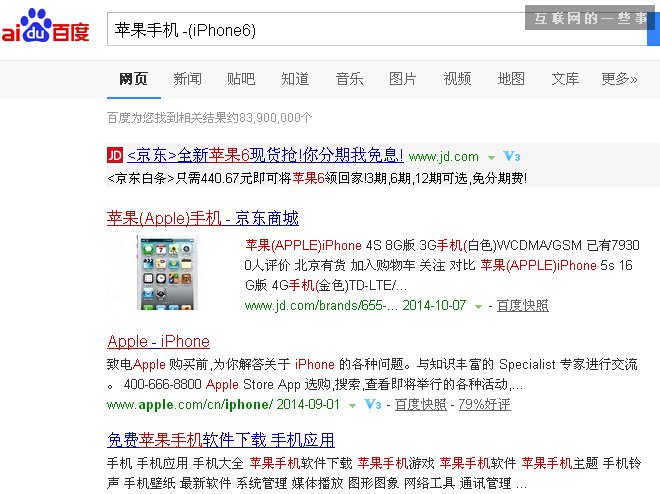 互联网的一些事
Bai du 百度
苹果手机 -(iPhone6)
网页 新闻 贴吧 知道 音乐 图片 视频 地图 文库 更多»
百度为您找到相关结果约83,900,000个
JD <京东>全新苹果6现货抢!你分期我免息! www.jd.com V3
<京东白条>只需440.67元即可将苹果6领回家!3期,6期,12期可选,免分期费!
苹果(Apple)手机 - 京东商城
苹果(APPLE)iPhone 4S 8G版 3G手机(白色)WCDMA/GSM 已有7930
0人评价 北京有货 加入购物车 关注 对比 苹果(APPLE)iPhone 5s 16
G版 4G手机(金色)TD-LTE/...
www.jd.com/brands/655-... 2014-10-07 - 百度快照
Apple - iPhone
致电Apple 购买前,为你解答关于 iPhone 的各种问题。与知识丰富的 Specialist 专家进行交流
。 400-666-8800 Apple Store App 选购,搜索,查看即将举行的各种活动,...
www.apple.com/cn/iphone/ 2014-09-01 V3 - 百度快照 - 79%好评
免费苹果手机软件下载 手机应用
手机 手机应用 手机大全 苹果手机软件下载 苹果手机游戏 苹果手机软件 苹果手机主题 手机铃
声 手机壁纸 最新软件 系统管理 媒体播放 图形图象 网络工具 通讯管理 ...